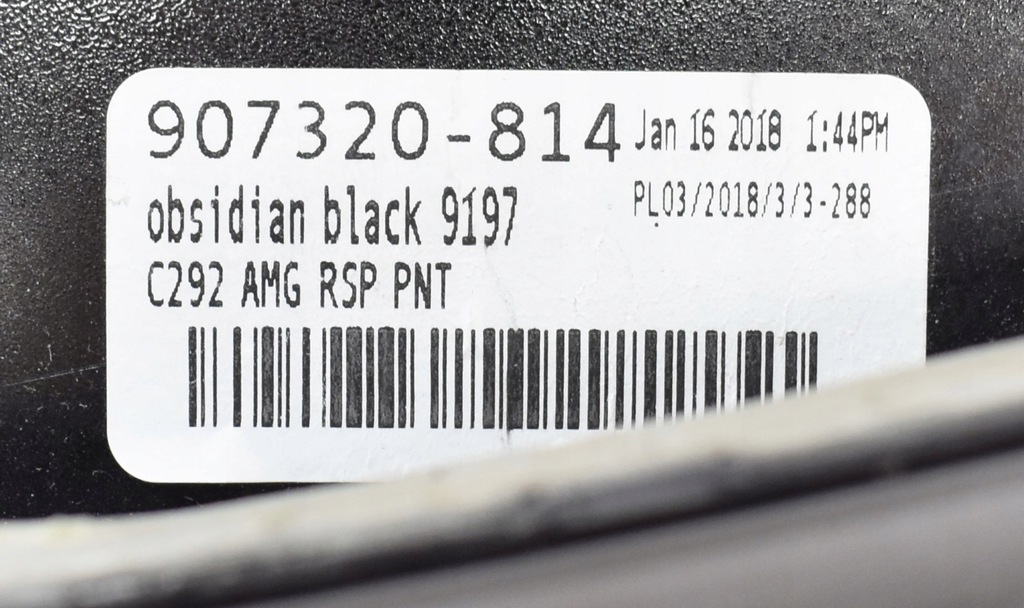 907320-814 Jan 16 2018 1:44PM
obsidian black 9197 PL03/2018/3/3-288
C292 AMG RSP PNT